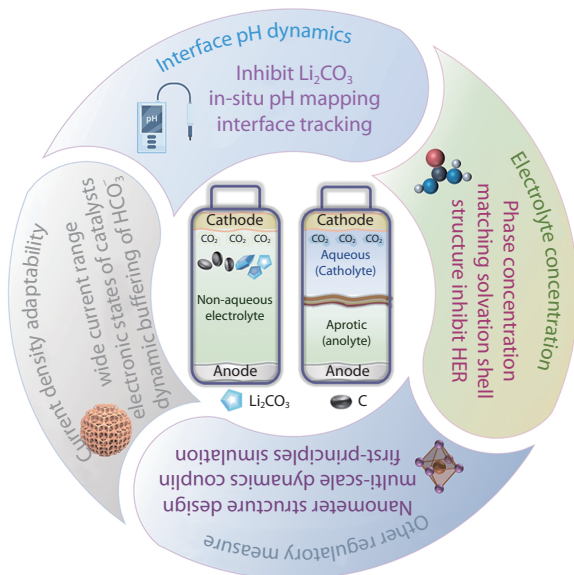 Interface pH dynamics
Inhibit Li₂CO₃
in-situ pH mapping
interface tracking
pH
Electrolyte concentration
Phase concentration
matching solvation shell
structure inhibit HER
Other regulatory measure
Nanometer structure design
multi-scale dynamics couplin
first-principles simulation
Current density adaptability
wide current range
electronic states of catalysts
dynamic buffering of HCO₃⁻
Cathode
CO₂ CO₂ CO₂
Non-aqueous
electrolyte
Anode
Cathode
CO₂ CO₂ CO₂
Aqueous
(Catholyte)
Aprotic
(anolyte)
Anode
Li₂CO₃
C